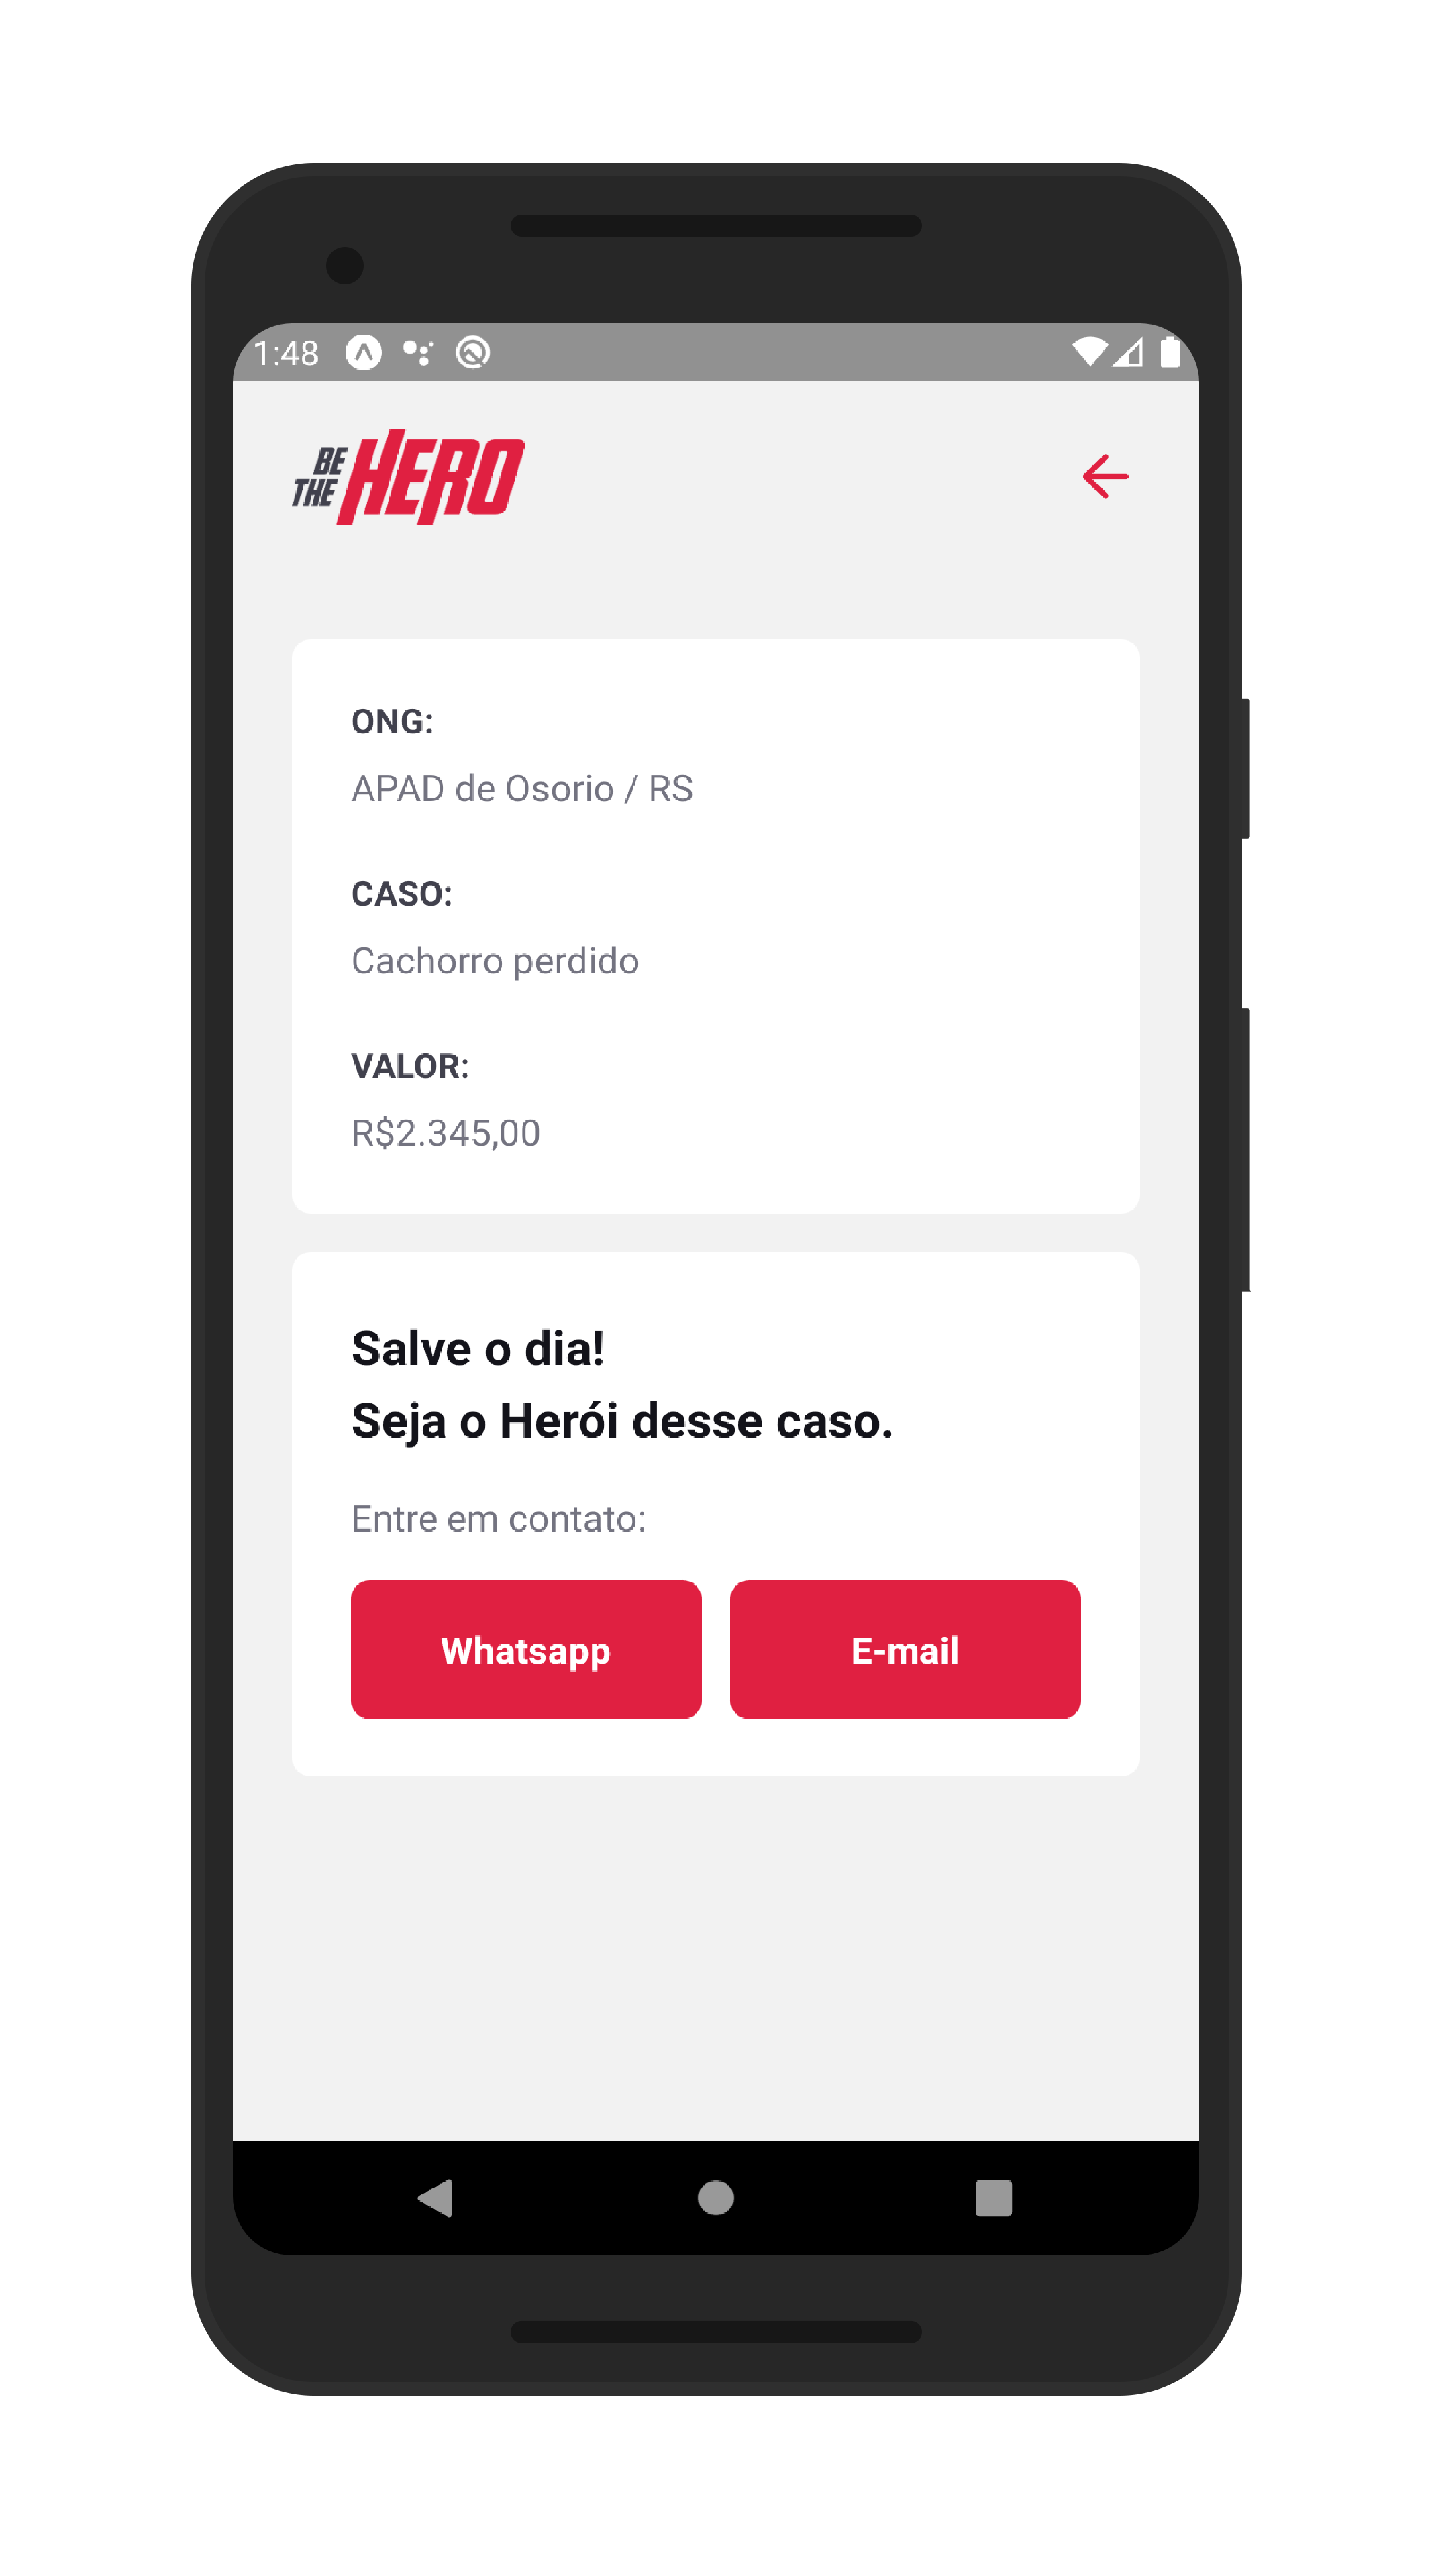 1:48
BE
THE HERO
ONG:
APAD de Osorio / RS
CASO:
Cachorro perdido
VALOR:
R$2.345,00
Salve o dia!
Seja o Herói desse caso.
Entre em contato:
Whatsapp
E-mail